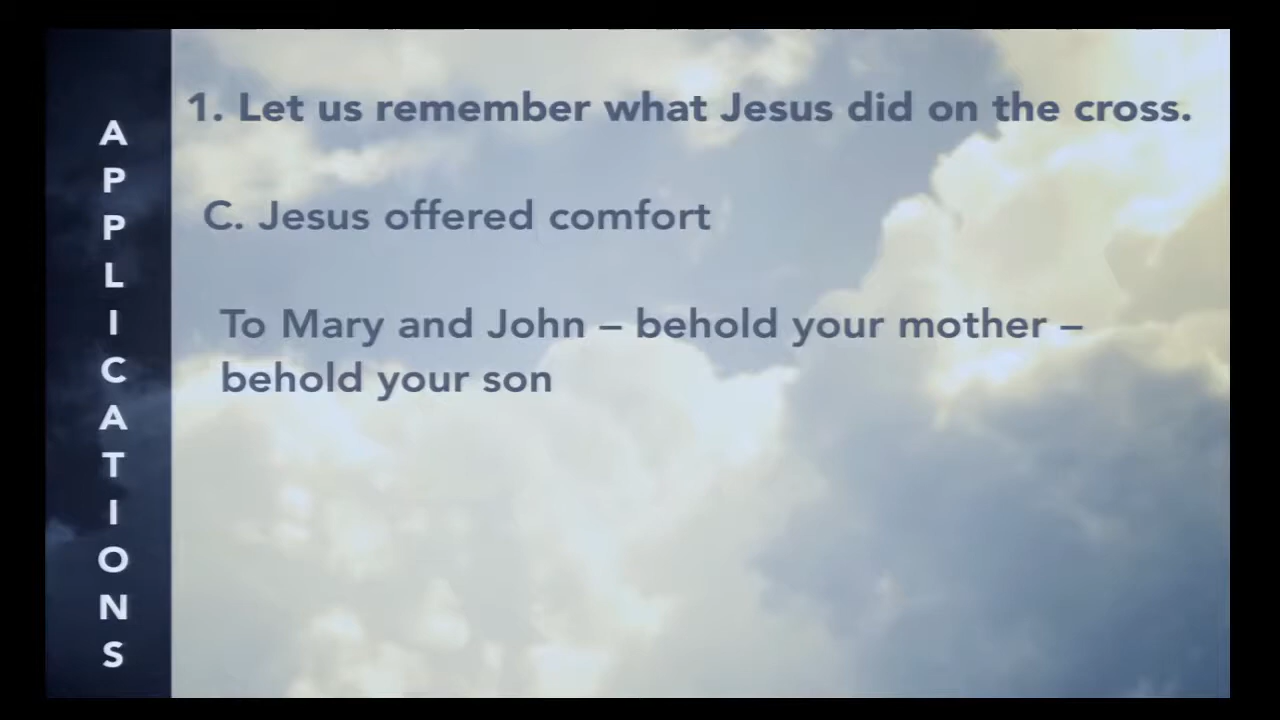 APPLICATIONS
1. Let us remember what Jesus did on the cross.
C. Jesus offered comfort
To Mary and John – behold your mother –
behold your son